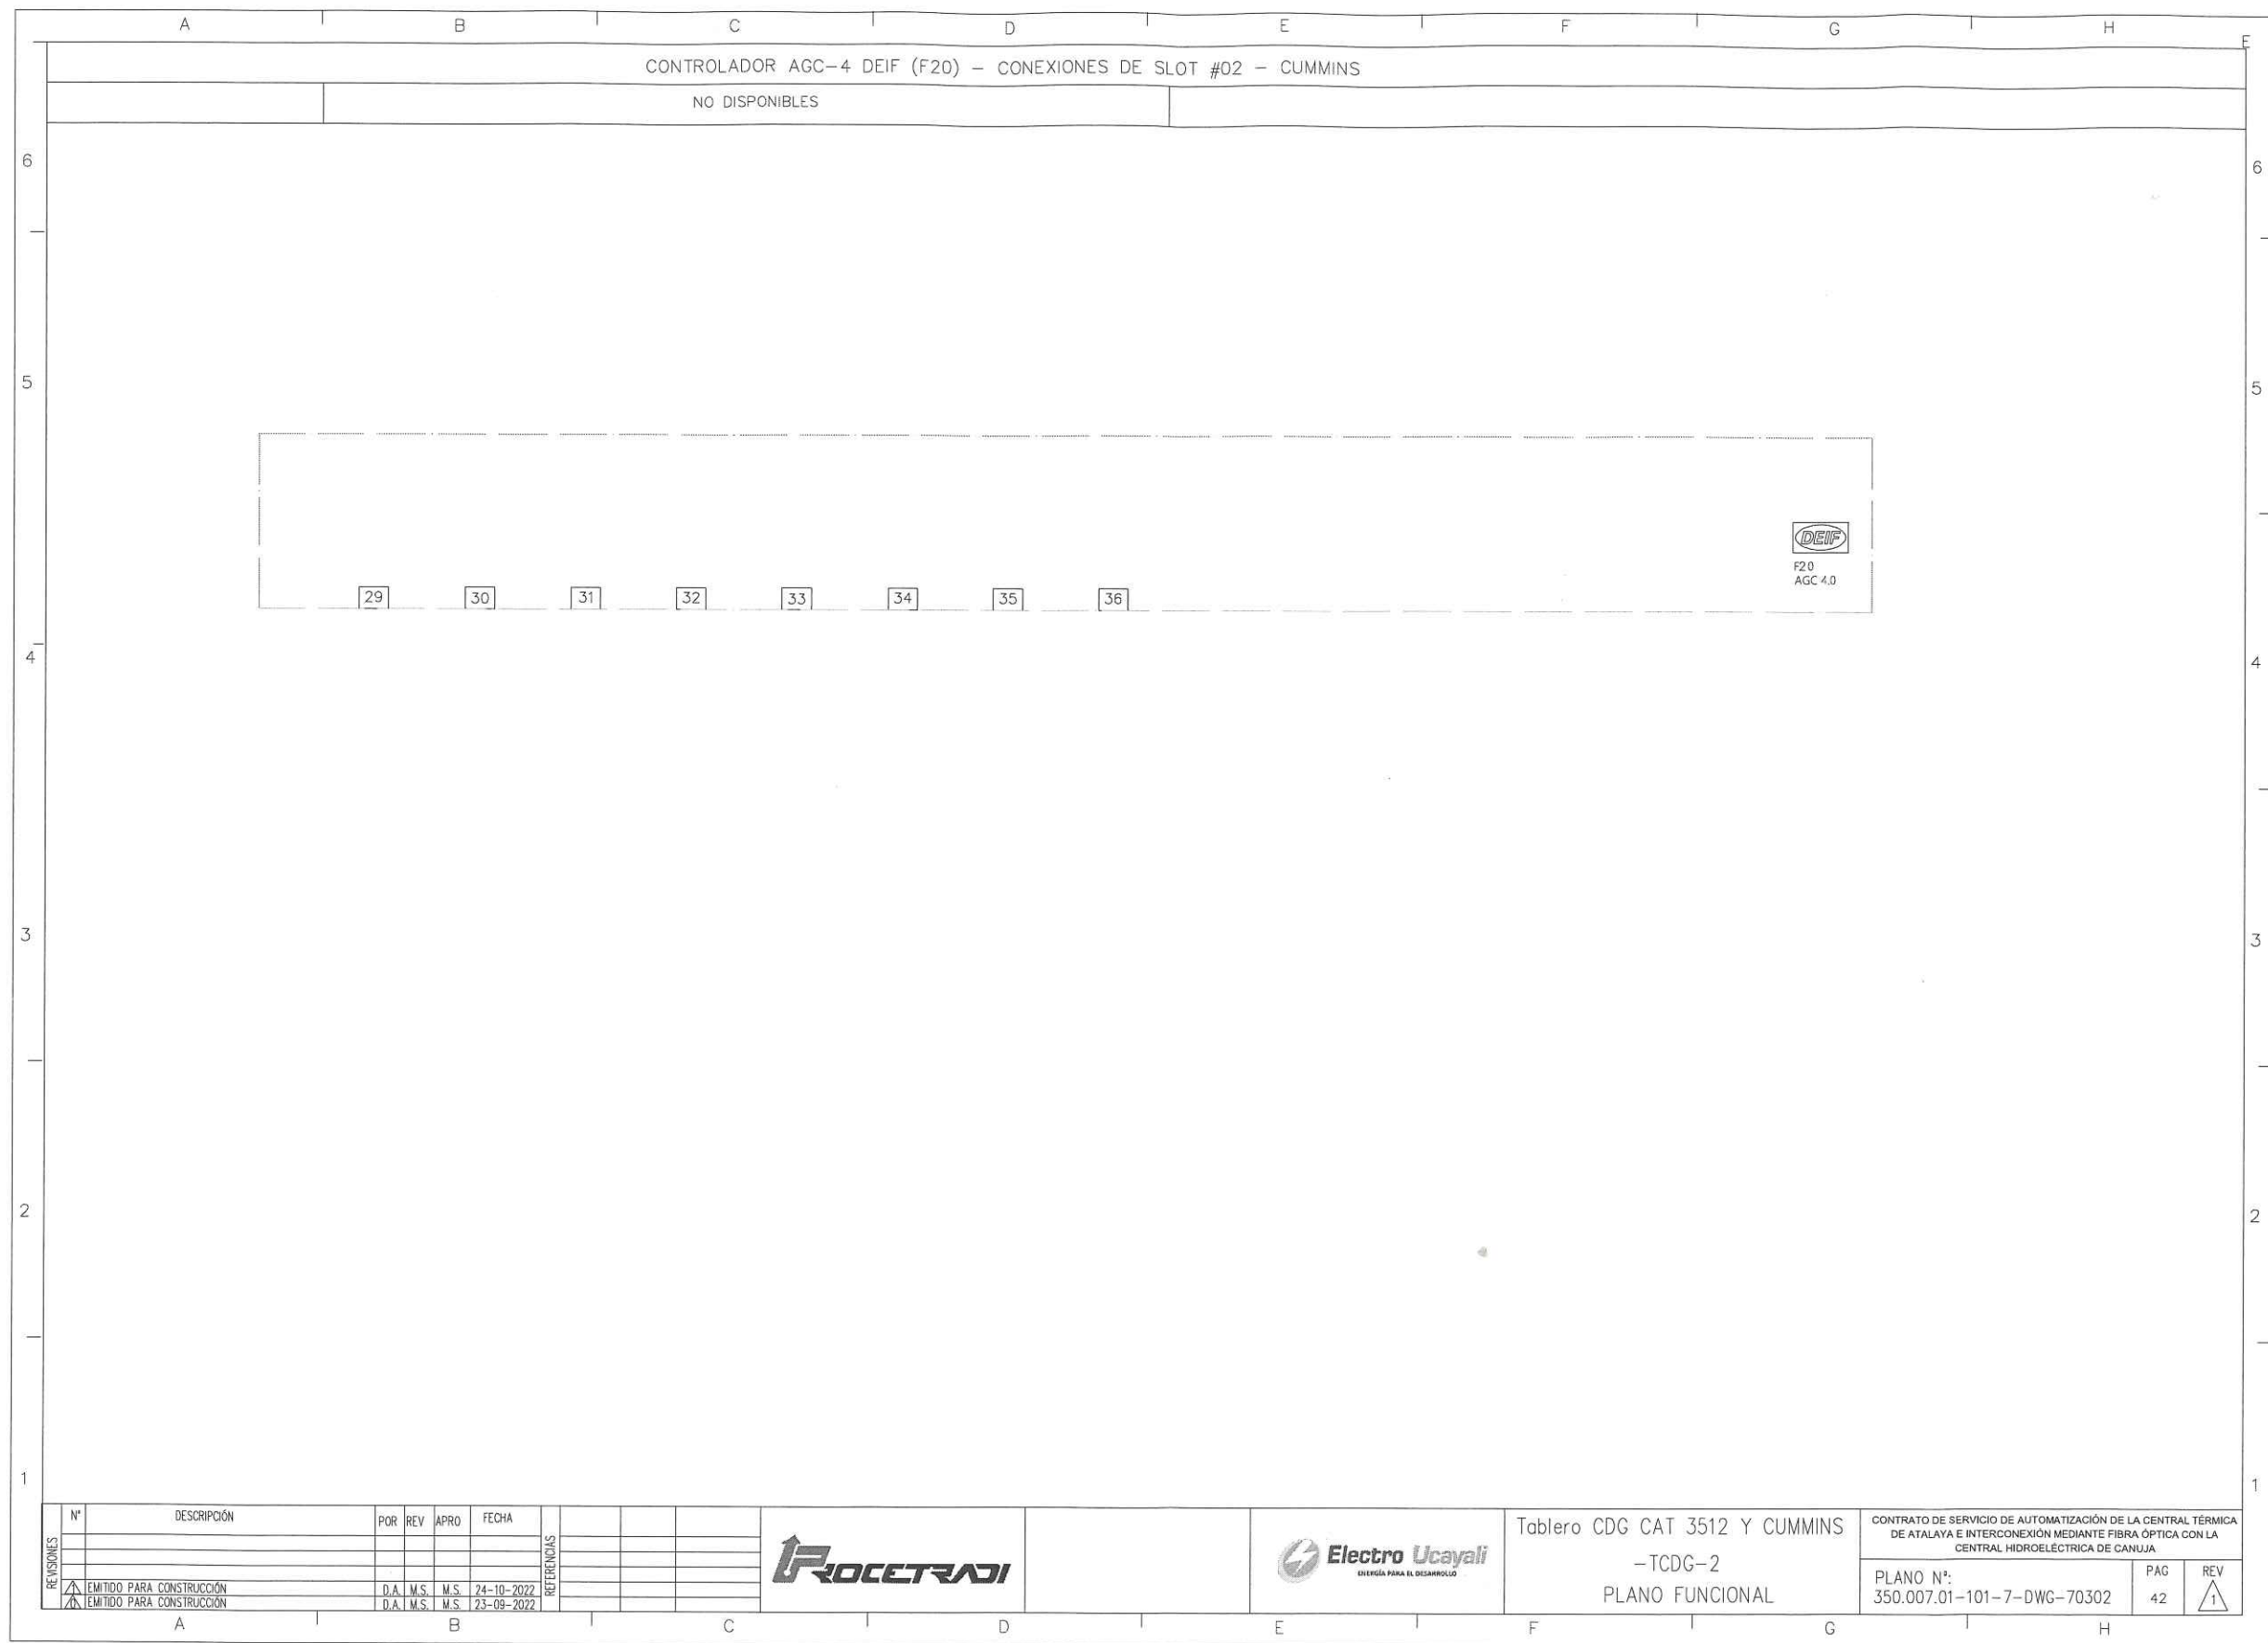 A B C D E F G H
E
CONTROLADOR AGC-4 DEIF (F20) - CONEXIONES DE SLOT #02 - CUMMINS
NO DISPONIBLES
6 6
5 5
DEIF
F20
AGC 4.0
29 30 31 32 33 34 35 36
4 4
3 3
2 2
1 1
REVISIONES
N° DESCRIPCIÓN POR REV APRO FECHA
REFERENCIAS
EMITIDO PARA CONSTRUCCIÓN D.A. M.S. M.S. 24-10-2022
EMITIDO PARA CONSTRUCCIÓN D.A. M.S. M.S. 23-09-2022
PROCETRADI
Electro Ucayali
ENERGÍA PARA EL DESARROLLO
Tablero CDG CAT 3512 Y CUMMINS
-TCDG-2
PLANO FUNCIONAL
CONTRATO DE SERVICIO DE AUTOMATIZACIÓN DE LA CENTRAL TÉRMICA
DE ATALAYA E INTERCONEXIÓN MEDIANTE FIBRA ÓPTICA CON LA
CENTRAL HIDROELÉCTRICA DE CANUJA
PLANO N°:
350.007.01-101-7-DWG-70302
PAG
42
REV
1
A B C D E F G H